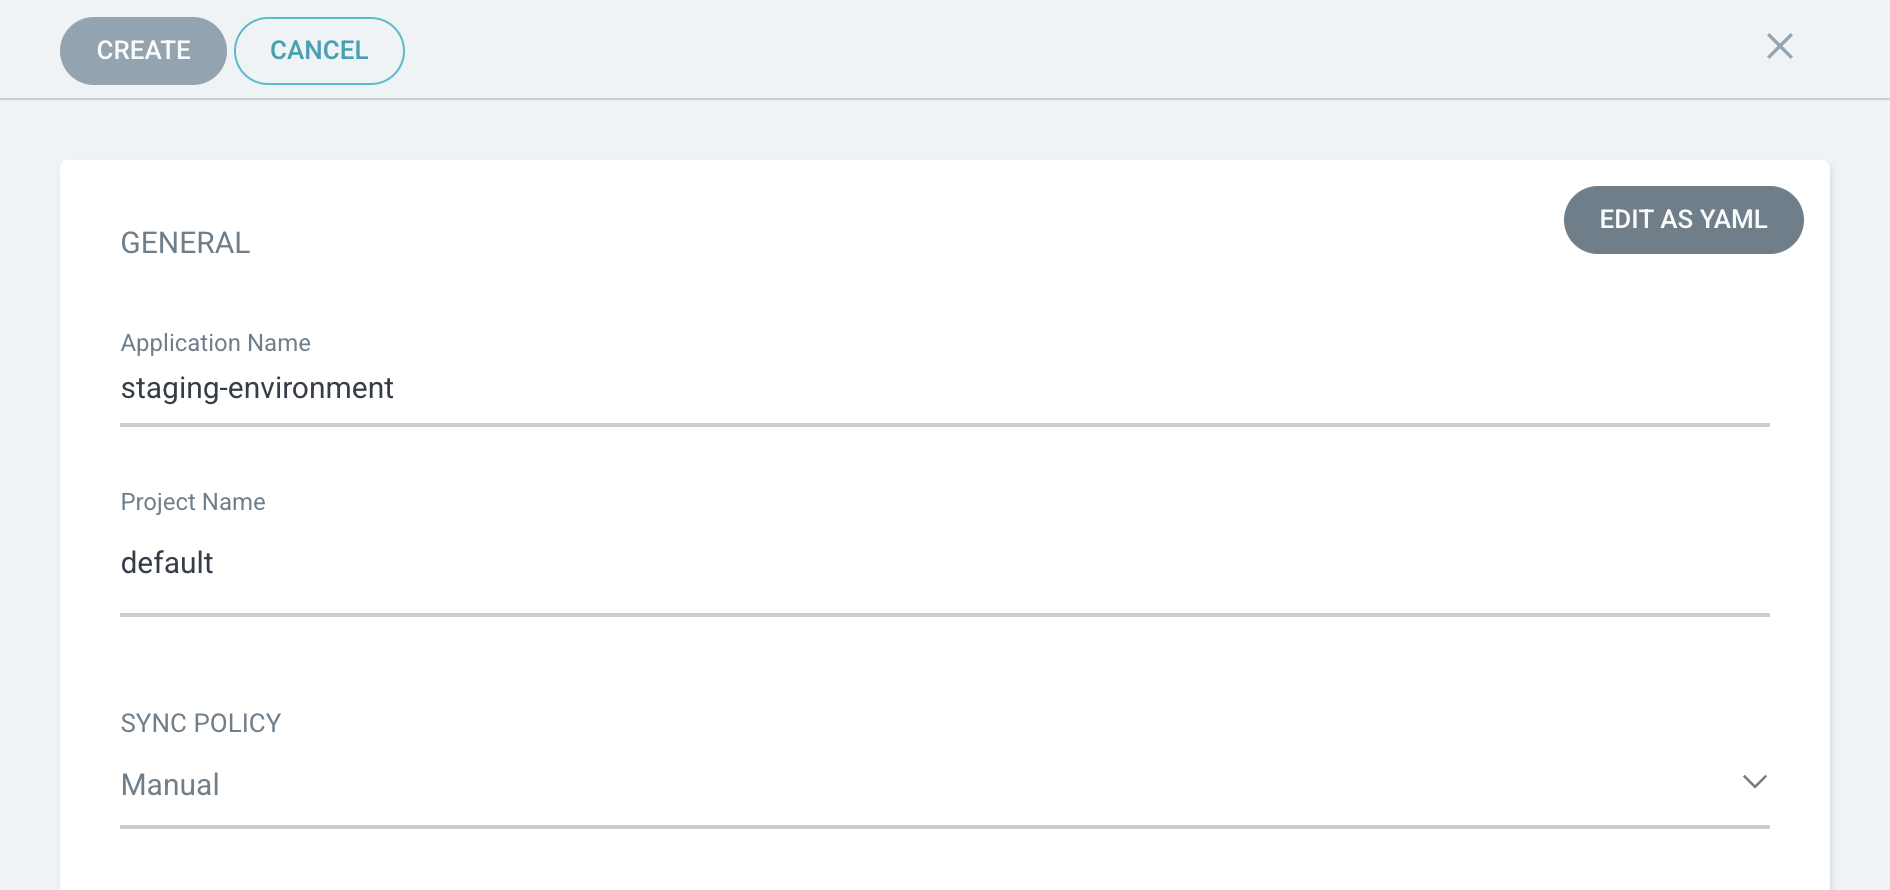 CREATE CANCEL
EDIT AS YAML
GENERAL
Application Name
staging-environment
Project Name
default
SYNC POLICY
Manual